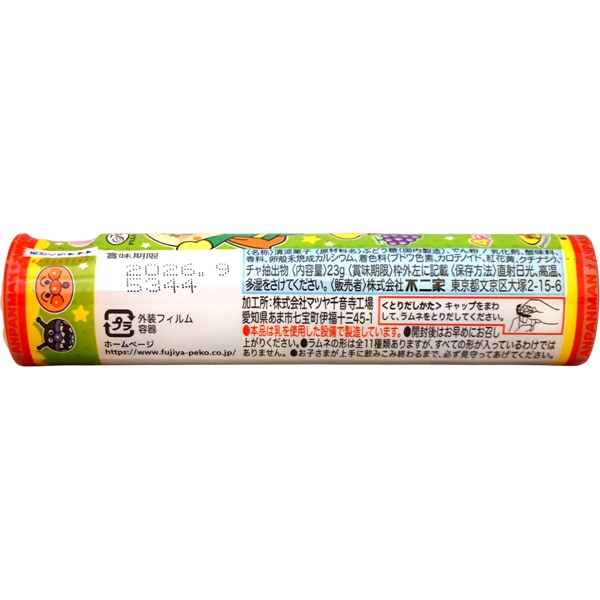 賞味期限
2026.9
5344
プラ
外装フィルム
容器
ホームページ
https://www.fujiya-peko.co.jp/
〈名称〉清涼菓子〈原材料名〉ぶどう糖(国内製造)、でん粉/乳化剤、酸味料、
香料、卵殻未焼成カルシウム、着色料(ブドウ色素、カロテノイド、紅花黄、クチナシ)、
チャ抽出物〈内容量〉23g〈賞味期限〉枠外左に記載〈保存方法〉直射日光、高温、
多湿をさけてください。〈販売者〉株式会社 不二家 東京都文京区大塚2-15-6
加工所:株式会社マツヤ千音寺工場
愛知県あま市七宝町伊福十三45-1
<とりだしかた> キャップをまわ
して、ラムネをとりだしてください。
●本品は乳を使用した設備で製造しています。●開封後はお早めにお召し
上がりください。●ラムネの形は全11種類ありますが、すべての形が入っているわけでは
ありません。●お子さまが上手に飲みこみ終わるまで、必ず見守ってあげてください。
ANPANMAN